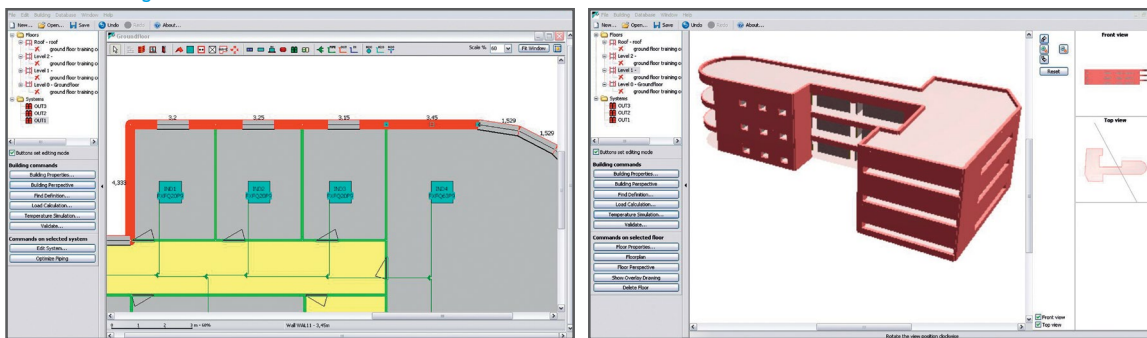 File Edit Building Database Window Help
New... Open... Save Undo Redo About...
Floors
Roof - roof
ground floor training o
Level 2 -
ground floor training o
Level 1 -
ground floor training o
Level 0 - Groundfloor
ground floor training o
Systems
OUT3
OUT2
OUT1
Buttons set editing mode
Building commands
Building Properties...
Building Perspective
Find Definition...
Load Calculation...
Temperature Simulation...
Validate...
Commands on selected system
Edit System...
Optimize Piping
Groundfloor
Scale % 60 Fit Window
3,2 3,25 3,15 3,45 1,529
1,529
4,333
IND1
IND2
IND3
IND4
0 1 2 3 m - 60% Wall WAL11 - 3,45m
File Edit Building Database Window Help
New... Open... Save Undo Redo About...
Floors
Roof - roof
ground floor training o
Level 2 -
ground floor training o
Level 1 -
ground floor training o
Level 0 - Groundfloor
ground floor training o
Systems
OUT3
OUT2
OUT1
Buttons set editing mode
Building commands
Building Properties...
Building Perspective
Find Definition...
Load Calculation...
Temperature Simulation...
Validate...
Commands on selected floor
Floor Properties...
Floorplan
Floor Perspective
Show Overlay Drawing
Delete Floor
Reset
Front view
Top view
Front view
Top view
Rotate the view position clockwise